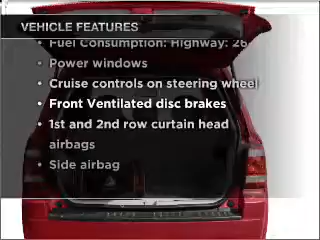 VEHICLE FEATURES
• Fuel Consumption: Highway: 26
• Power windows
• Cruise controls on steering wheel
• Front Ventilated disc brakes
• 1st and 2nd row curtain head
airbags
• Side airbag